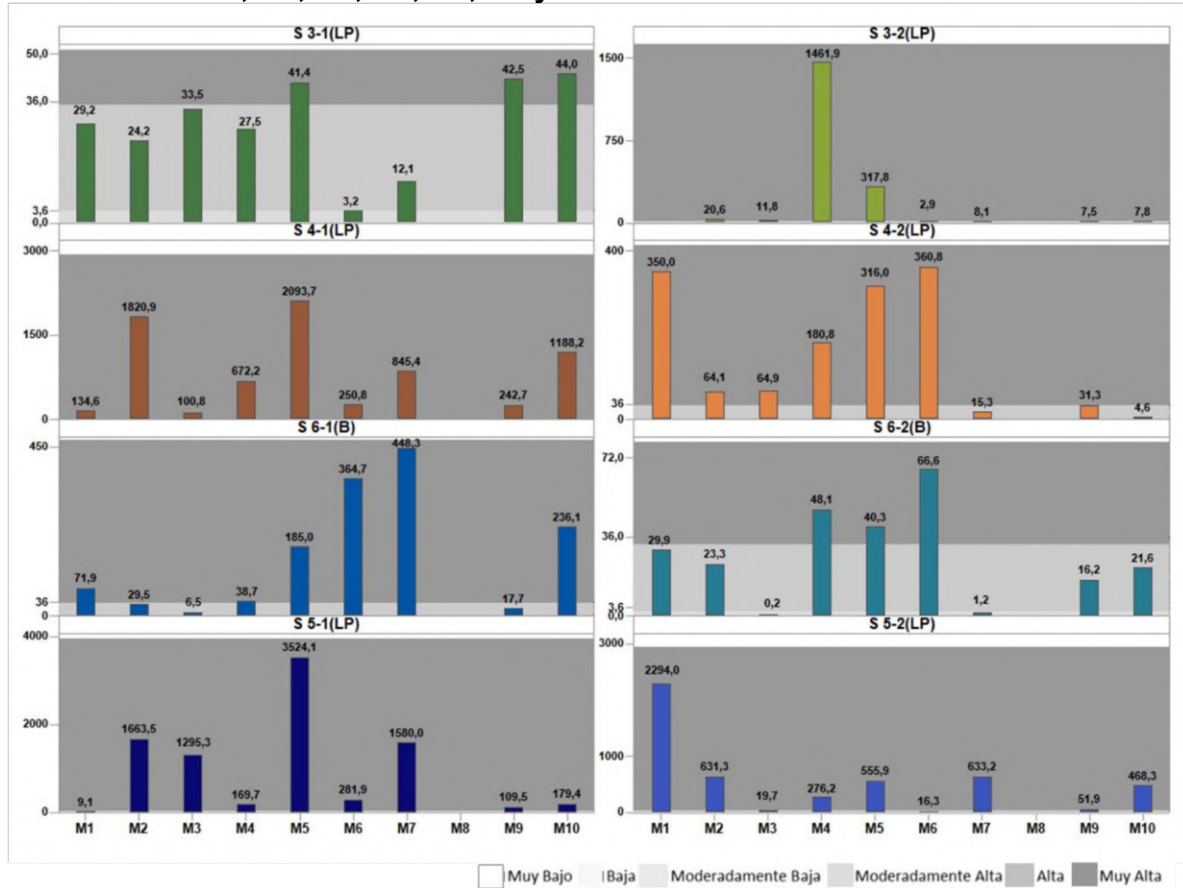 S 3-1(LP)
50,0
36,0
3,6
0,0
29,2 24,2 33,5 27,5 41,4 3,2 12,1 42,5 44,0
S 3-2(LP)
1500
750
0
20,6 11,8 1461,9 317,8 2,9 8,1 7,5 7,8
S 4-1(LP)
3000
1500
0
134,6 1820,9 100,8 672,2 2093,7 250,8 845,4 242,7 1188,2
S 4-2(LP)
400
36
0
350,0 64,1 64,9 180,8 316,0 360,8 15,3 31,3 4,6
S 6-1(B)
450
36
0
71,9 29,5 6,5 38,7 185,0 364,7 448,3 17,7 236,1
S 6-2(B)
72,0
36,0
3,6
0,0
29,9 23,3 0,2 48,1 40,3 66,6 1,2 16,2 21,6
S 5-1(LP)
4000
2000
0
9,1 1663,5 1295,3 169,7 3524,1 281,9 1580,0 109,5 179,4
M1 M2 M3 M4 M5 M6 M7 M8 M9 M10
S 5-2(LP)
3000
1000
0
2294,0 631,3 19,7 276,2 555,9 16,3 633,2 51,9 468,3
M1 M2 M3 M4 M5 M6 M7 M8 M9 M10
Muy Bajo Baja Moderadamente Baja Moderadamente Alta Alta Muy Alta